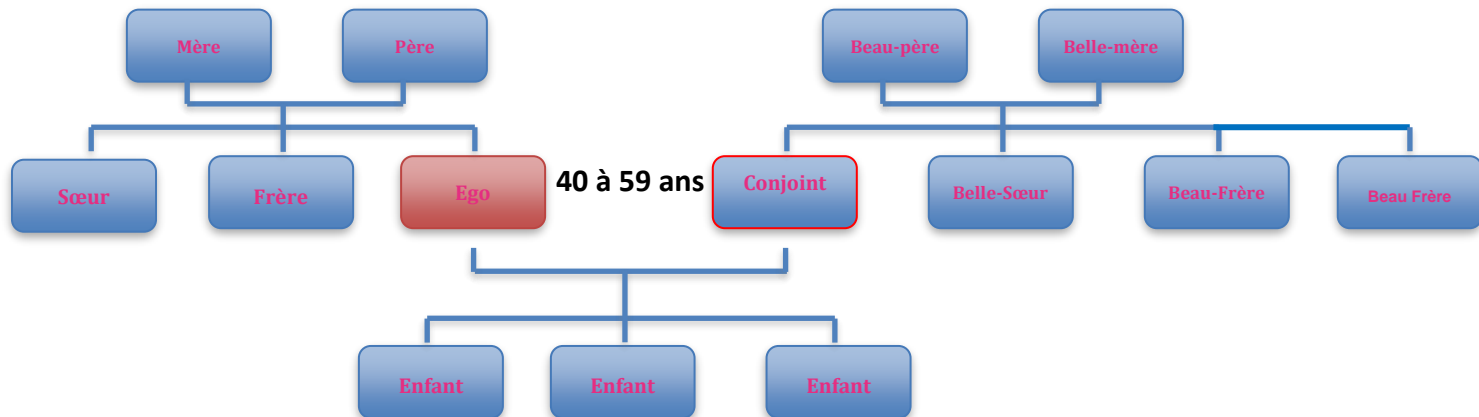 Mère
Père
Beau-père
Belle-mère
Sœur
Frère
Ego
40 à 59 ans
Conjoint
Belle-Sœur
Beau-Frère
Beau Frère
Enfant
Enfant
Enfant